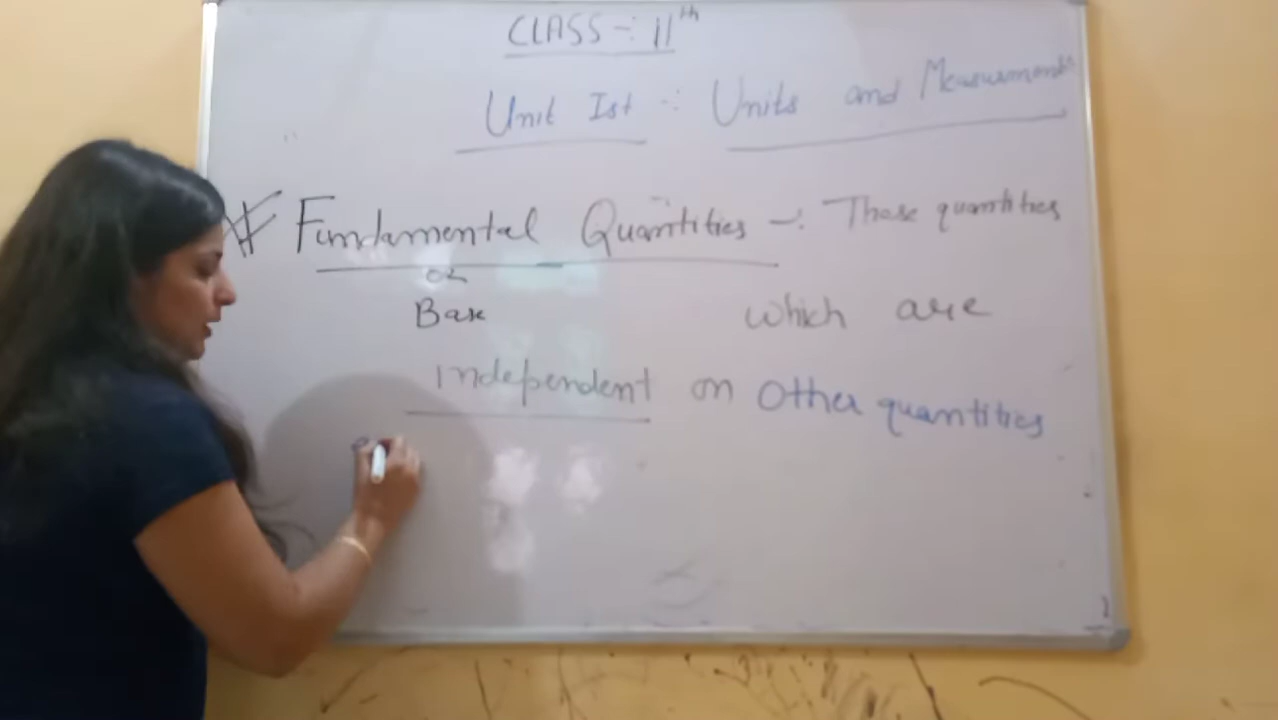 CLASS -: 11th
Unit Ist -: Units and Measurements
* Fundamental Quantities -: Those quantities
or
Base which are
independent on other quantities